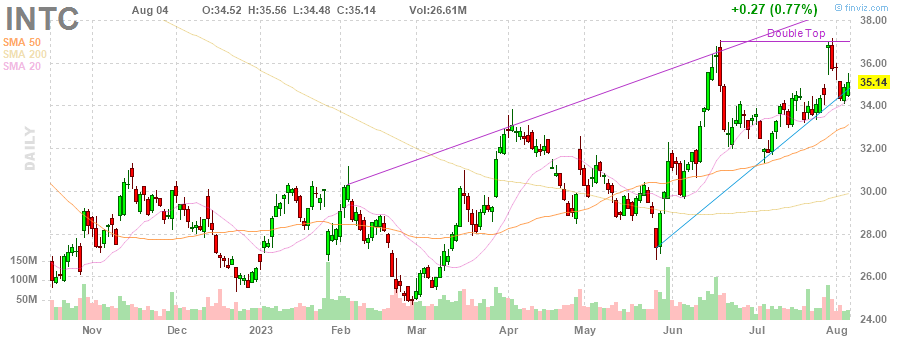 INTC
Aug 04 O:34.52 H:35.56 L:34.48 C:35.14 Vol:26.61M +0.27 (0.77%)
© finviz.com
SMA 50
SMA 200
SMA 20
Double Top
DAILY
38.00
36.00
35.14
34.00
32.00
30.00
28.00
26.00
24.00
150M
100M
50M
Nov Dec 2023 Feb Mar Apr May Jun Jul Aug